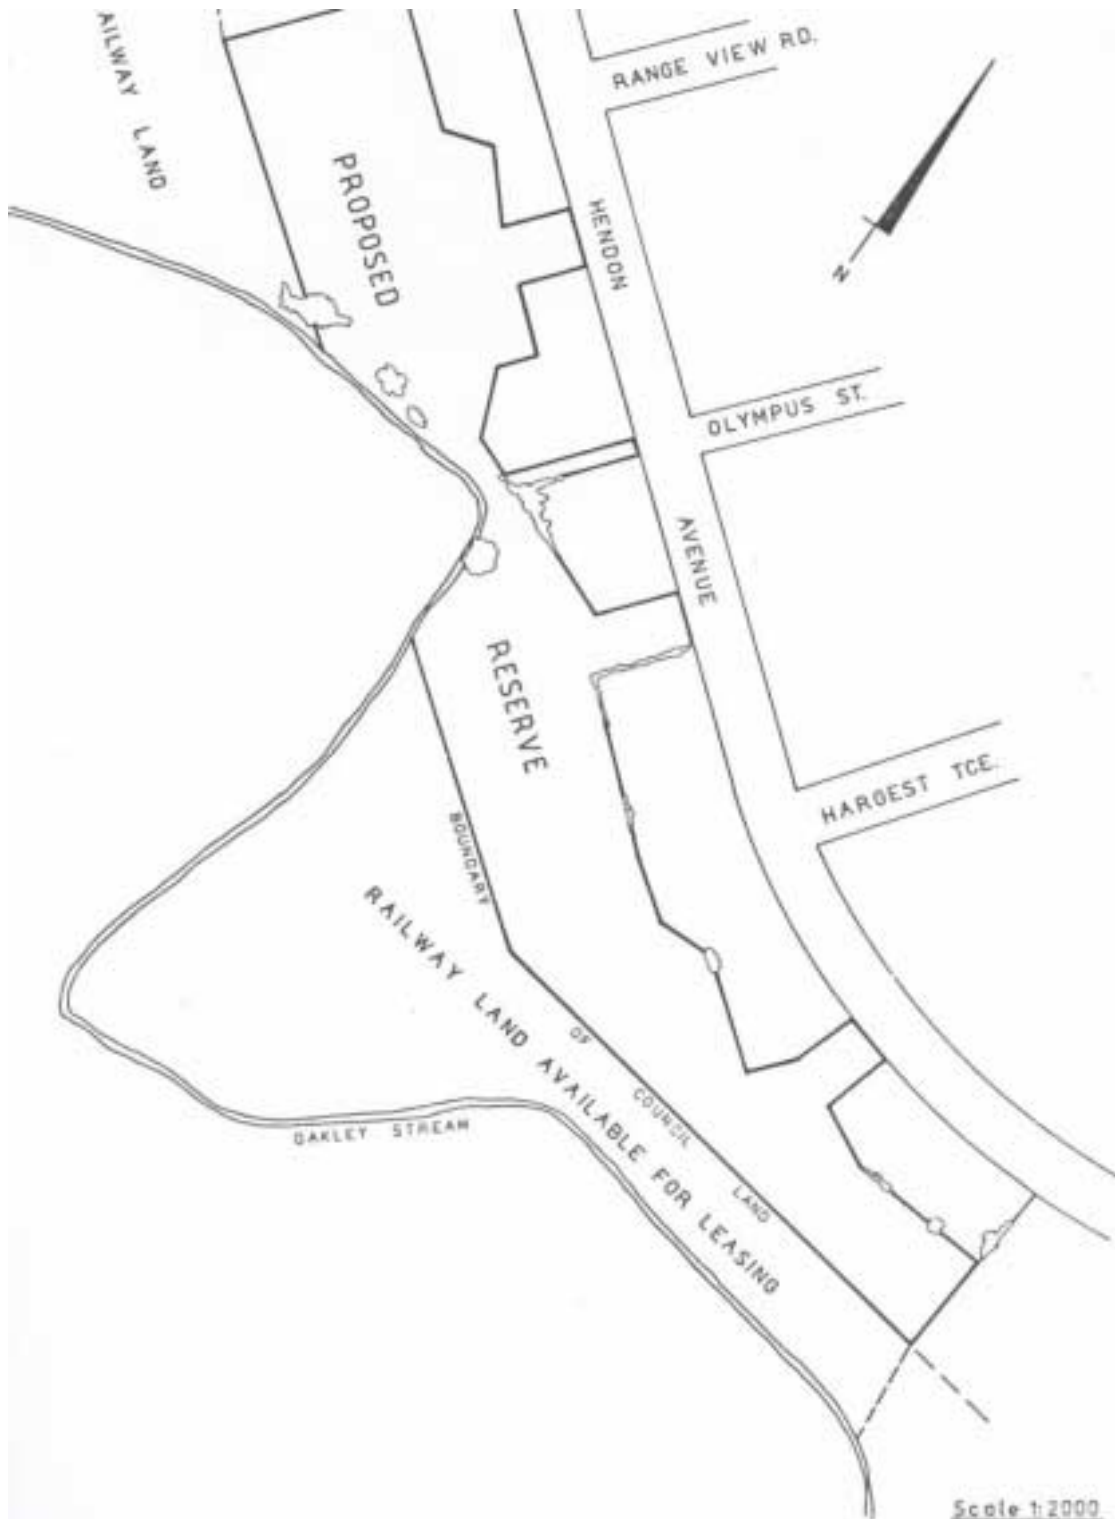 AILWAY LAND
RANGE VIEW RD.
PROPOSED
HENDON
N
OLYMPUS ST.
AVENUE
RESERVE
HARGEST TCE.
BOUNDARY
RAILWAY LAND AVAILABLE FOR LEASING
OF
COUNCIL
LAND
OAKLEY STREAM
Scale 1:2000